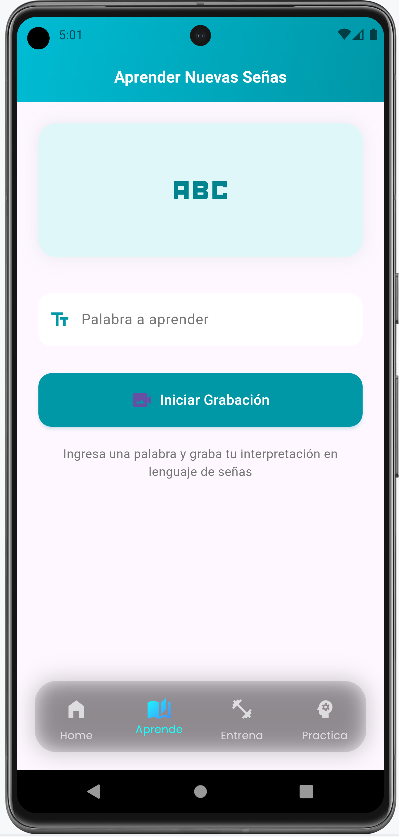 5:01
Aprender Nuevas Señas
ABC
Tt Palabra a aprender
Iniciar Grabación
Ingresa una palabra y graba tu interpretación en
lenguaje de señas
Home Aprende Entrena Practica